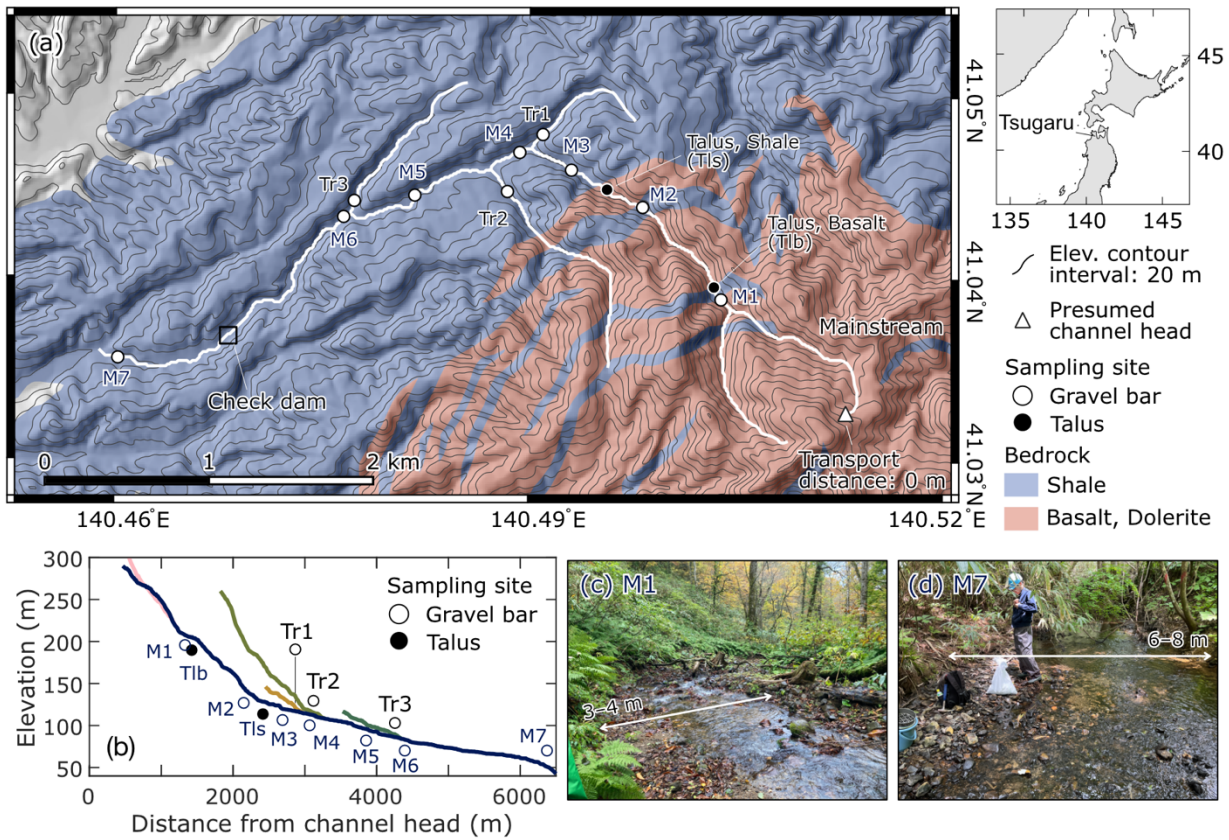 (a)
Tr1
M4
M3
Talus, Shale
(Tls)
M5
Tr3
M2
Tr2
M6
Talus, Basalt
(Tlb)
M1
Mainstream
M7
Check dam
0 1 2 km
Transport
distance: 0 m
140.46°E 140.49°E 140.52°E
41.05°N
41.04°N
41.03°N
Tsugaru
45
40
135 140 145
Elev. contour
interval: 20 m
Presumed
channel head
Sampling site
Gravel bar
Talus
Bedrock
Shale
Basalt, Dolerite
300
250
200
150
100
50
Elevation (m)
Sampling site
Gravel bar
Talus
M1
Tlb
Tr1
M2
Tr2
Tls
M3
M4
Tr3
M5
M6
M7
(b)
0 2000 4000 6000
Distance from channel head (m)
(c) M1
3–4 m
(d) M7
6–8 m